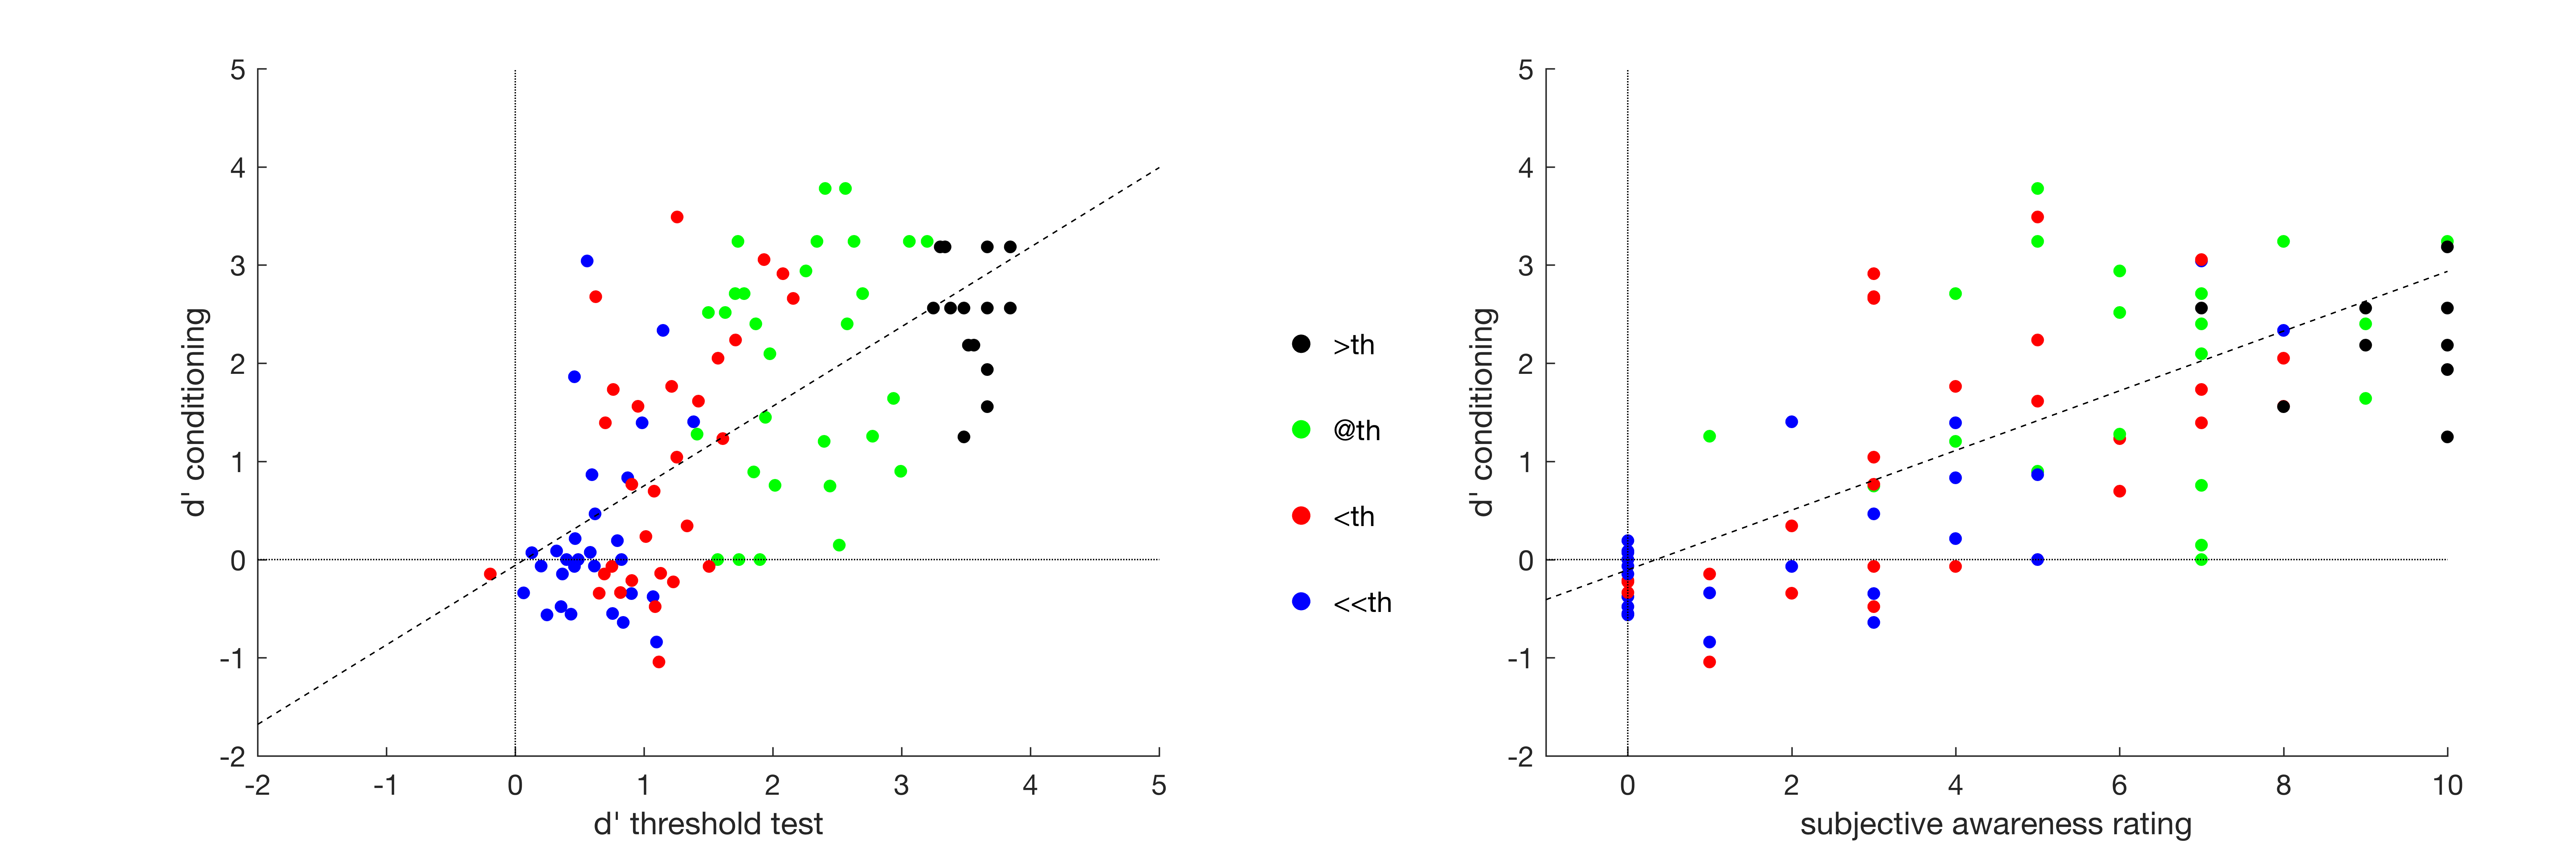 5
4
3
2
1
0
-1
-2
d' conditioning
-2 -1 0 1 2 3 4 5
d' threshold test
>th
@th
<th
<<th
5
4
3
2
1
0
-1
-2
d' conditioning
0 2 4 6 8 10
subjective awareness rating